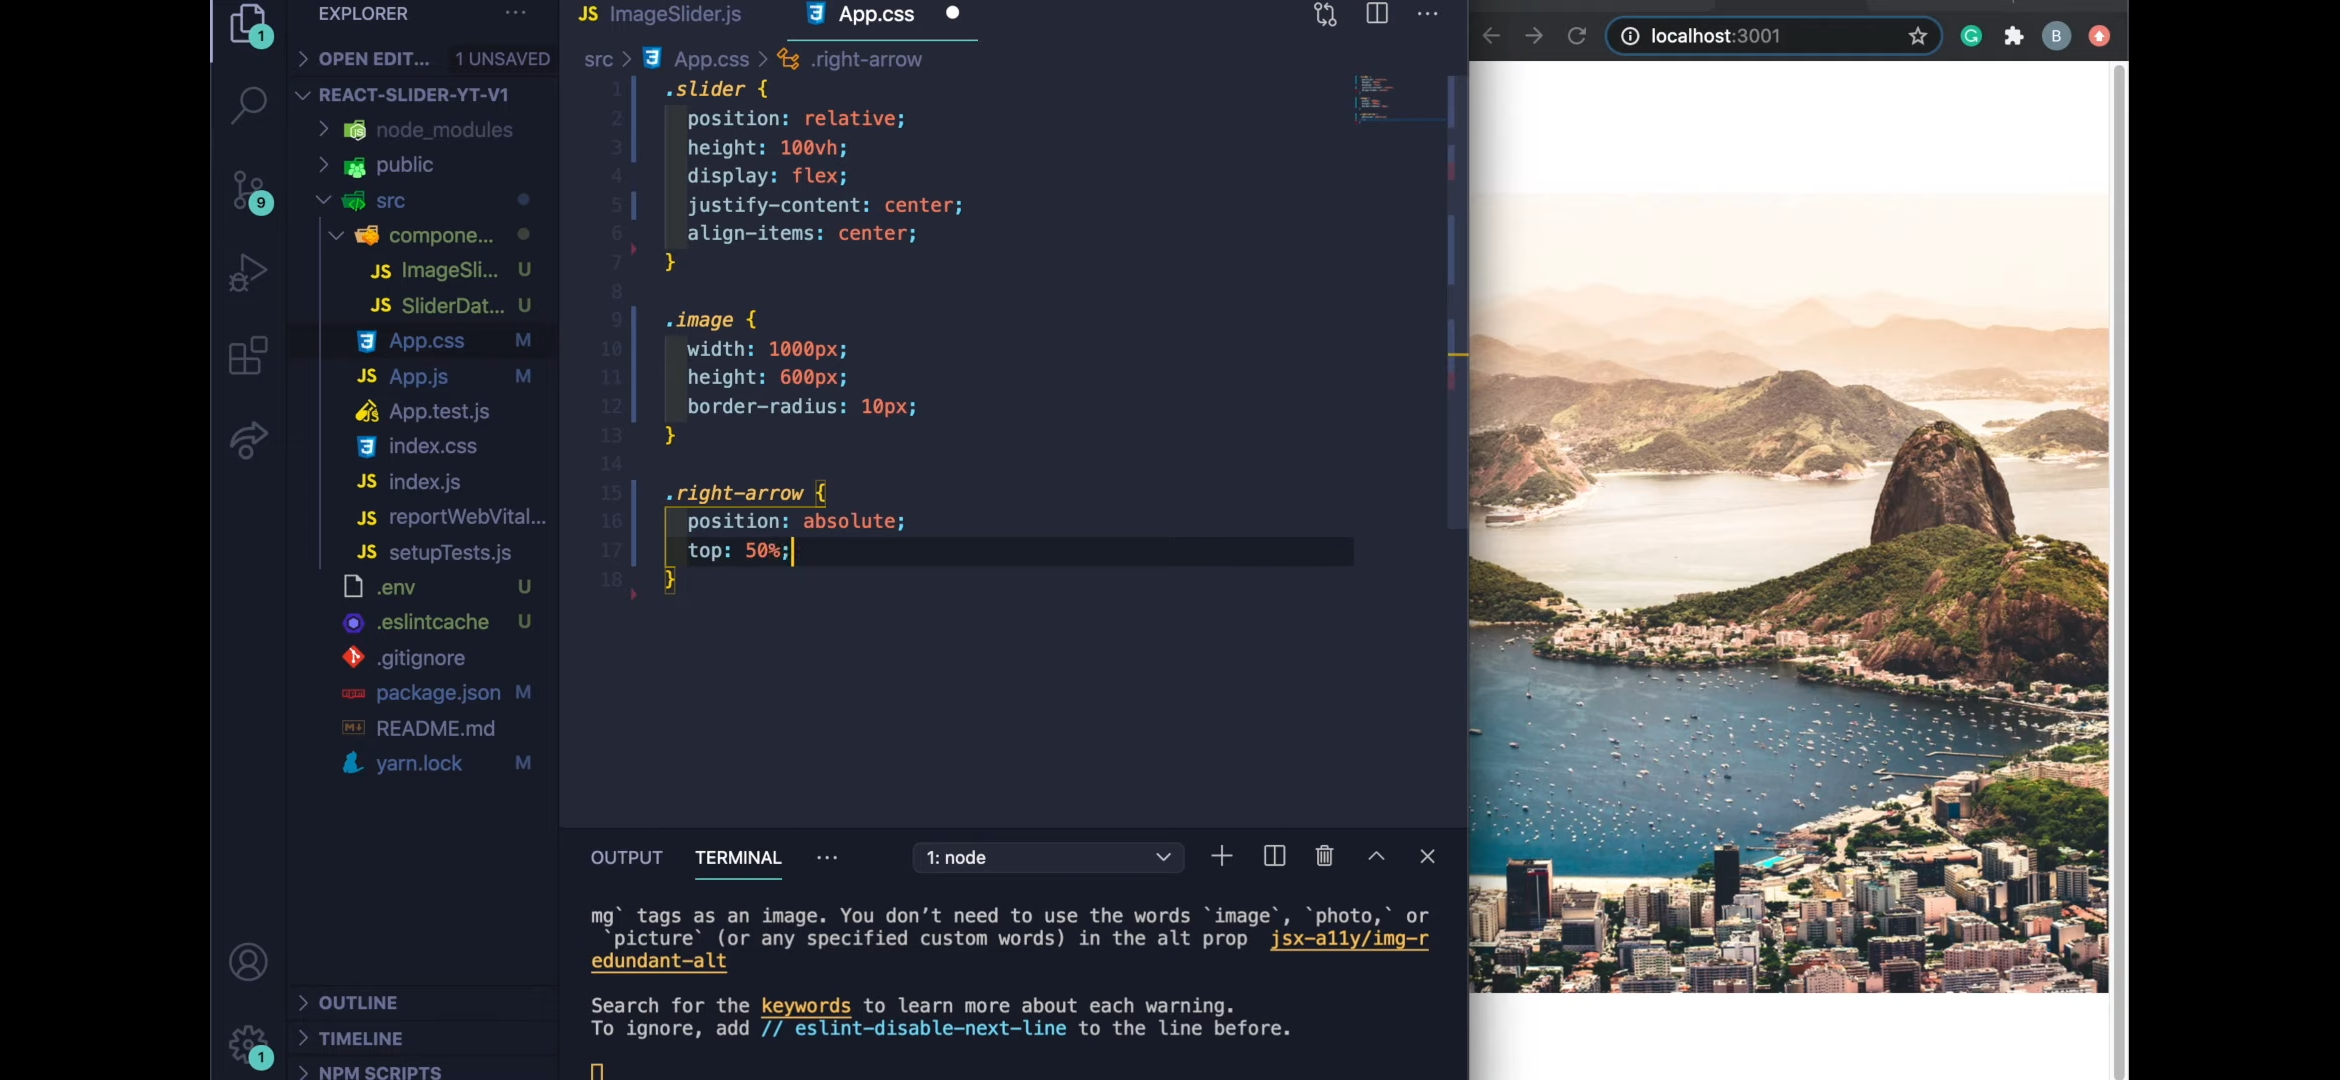 EXPLORER
OPEN EDIT... 1 UNSAVED
REACT-SLIDER-YT-V1
node_modules
public
src
compone...
JS ImageSli... U
JS SliderDat... U
App.css M
JS App.js M
App.test.js
index.css
JS index.js
JS reportWebVital...
JS setupTests.js
.env U
.eslintcache U
.gitignore
package.json M
README.md
yarn.lock M
OUTLINE
TIMELINE
NPM SCRIPTS
1
9
1
JS ImageSlider.js App.css
src > App.css > .right-arrow
1 .slider {
2 position: relative;
3 height: 100vh;
4 display: flex;
5 justify-content: center;
6 align-items: center;
7 }
8
9 .image {
10 width: 1000px;
11 height: 600px;
12 border-radius: 10px;
13 }
14
15 .right-arrow {
16 position: absolute;
17 top: 50%;
18 }
OUTPUT TERMINAL 1: node
mg` tags as an image. You don’t need to use the words `image`, `photo,` or
`picture` (or any specified custom words) in the alt prop jsx-a11y/img-r
edundant-alt
Search for the keywords to learn more about each warning.
To ignore, add // eslint-disable-next-line to the line before.
localhost:3001
B